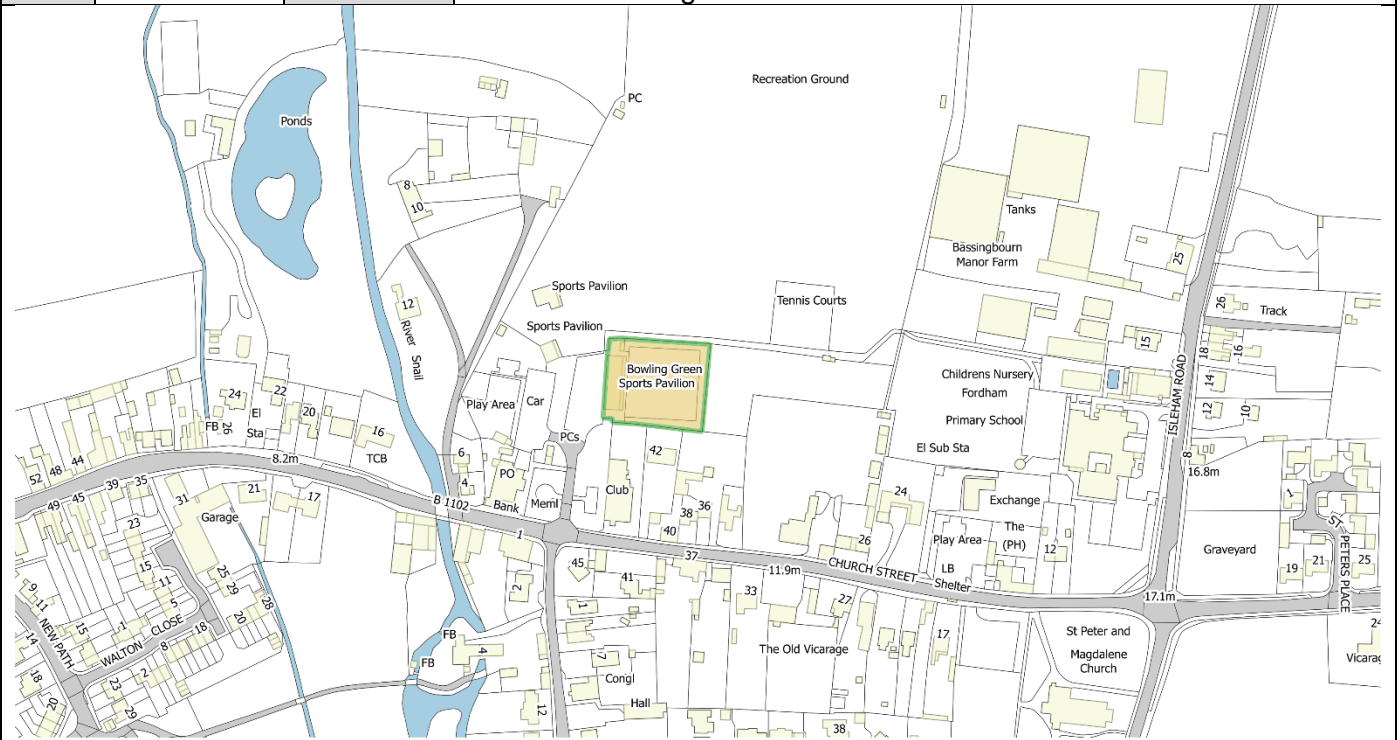 Recreation Ground
PC
Ponds
8
10
Tanks
Bassingbourn
Manor Farm
25
Sports Pavilion
Tennis Courts
12
River Snail
Sports Pavilion
26
Track
18
16
15
14
12
10
Bowling Green
Sports Pavilion
Childrens Nursery
Fordham
Primary School
El Sub Sta
ISLEHAM ROAD
8
16.8m
Play Area
Car
PCs
24
22
20
El
Sta
FB
26
16
TCB
8.2m
52
48
44
39
35
49
45
31
21
17
Garage
23
6
4
PO
Bank
Meml
Club
42
36
38
40
B 1102
1
37
11.9m
CHURCH STREET
24
26
Exchange
The
(PH)
Play Area
12
LB
Shelter
17.1m
Graveyard
1
ST PETERS PLACE
19
21
25
45
41
33
27
17
2
1
The Old Vicarage
St Peter and
Magdalene
Church
24
Vicarag
9
11
15
14
NEW PATH
15
11
5
1
25
29
28
20
18
8
2
WALTON CLOSE
23
29
18
20
FB
FB
4
7
Congl
Hall
12
38